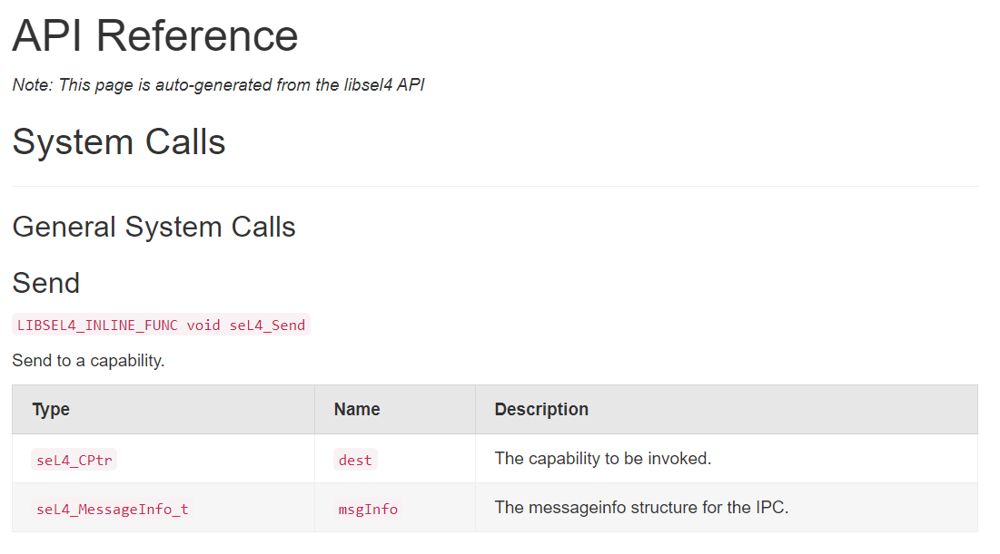 API Reference
Note: This page is auto-generated from the libsel4 API
System Calls
General System Calls
Send
LIBSEL4_INLINE_FUNC void seL4_Send
Send to a capability.
Type Name Description
seL4_CPtr dest The capability to be invoked.
seL4_MessageInfo_t msgInfo The messageinfo structure for the IPC.